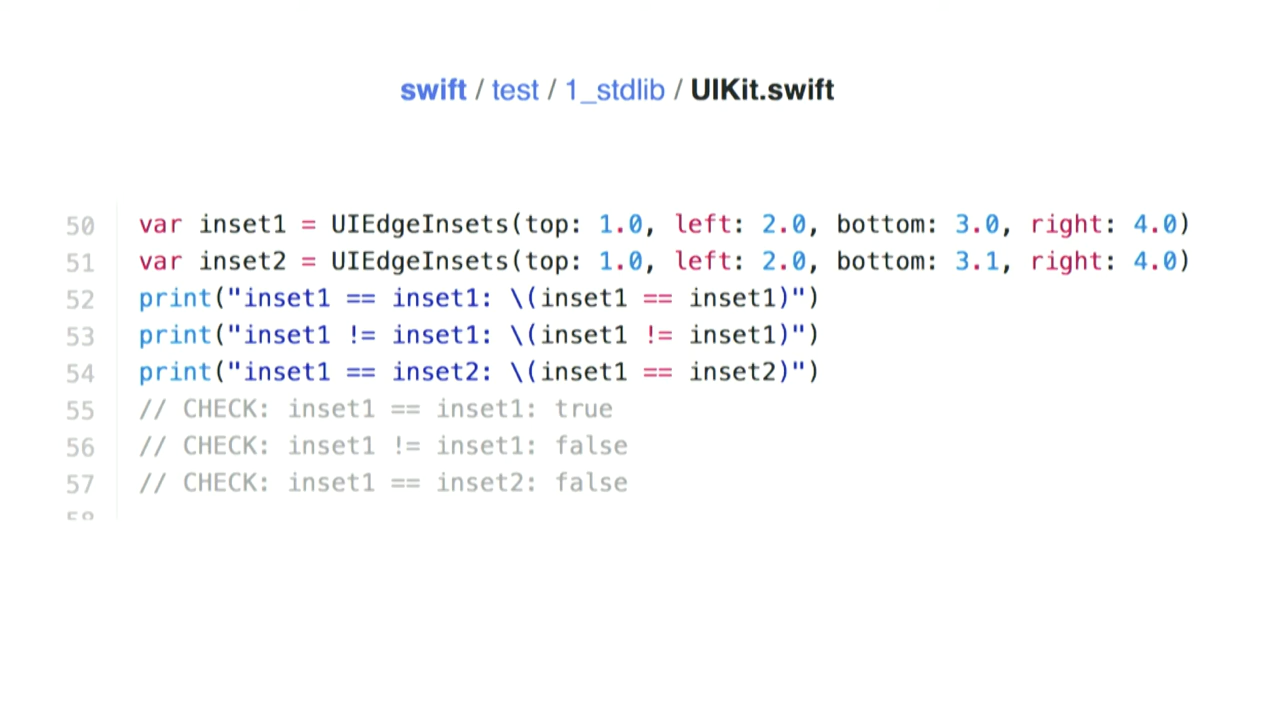 swift / test / 1_stdlib / UIKit.swift
50 var inset1 = UIEdgeInsets(top: 1.0, left: 2.0, bottom: 3.0, right: 4.0)
51 var inset2 = UIEdgeInsets(top: 1.0, left: 2.0, bottom: 3.1, right: 4.0)
52 print("inset1 == inset1: \(inset1 == inset1)")
53 print("inset1 != inset1: \(inset1 != inset1)")
54 print("inset1 == inset2: \(inset1 == inset2)")
55 // CHECK: inset1 == inset1: true
56 // CHECK: inset1 != inset1: false
57 // CHECK: inset1 == inset2: false